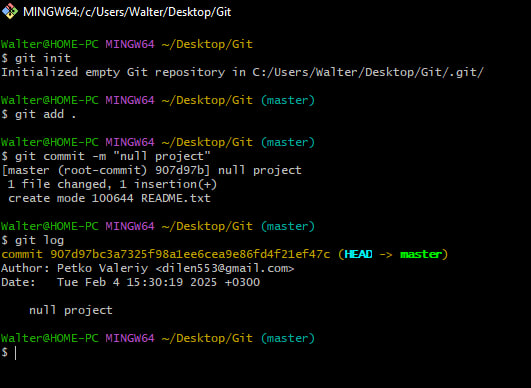 MINGW64:/c/Users/Walter/Desktop/Git
Walter@HOME-PC MINGW64 ~/Desktop/Git
$ git init
Initialized empty Git repository in C:/Users/Walter/Desktop/Git/.git/
Walter@HOME-PC MINGW64 ~/Desktop/Git (master)
$ git add .
Walter@HOME-PC MINGW64 ~/Desktop/Git (master)
$ git commit -m "null project"
[master (root-commit) 907d97b] null project
1 file changed, 1 insertion(+)
create mode 100644 README.txt
Walter@HOME-PC MINGW64 ~/Desktop/Git (master)
$ git log
commit 907d97bc3a7325f98a1ee6cea9e86fd4f21ef47c (HEAD -> master)
Author: Petko Valeriy <dilen553@gmail.com>
Date:   Tue Feb 4 15:30:19 2025 +0300
null project
Walter@HOME-PC MINGW64 ~/Desktop/Git (master)
$